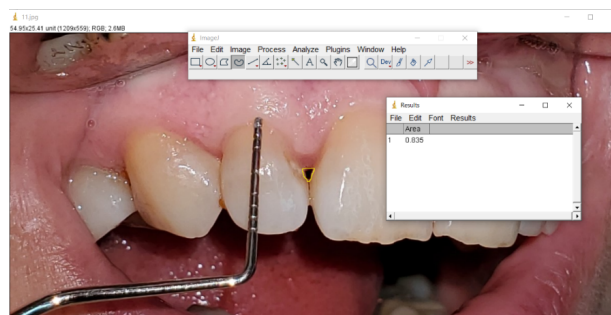 11.jpg
54.95x25.41 unit (1209x559); RGB; 2.6MB
ImageJ
File Edit Image Process Analyze Plugins Window Help
A Dev >>
Results
File Edit Font Results
Area
1 0.835